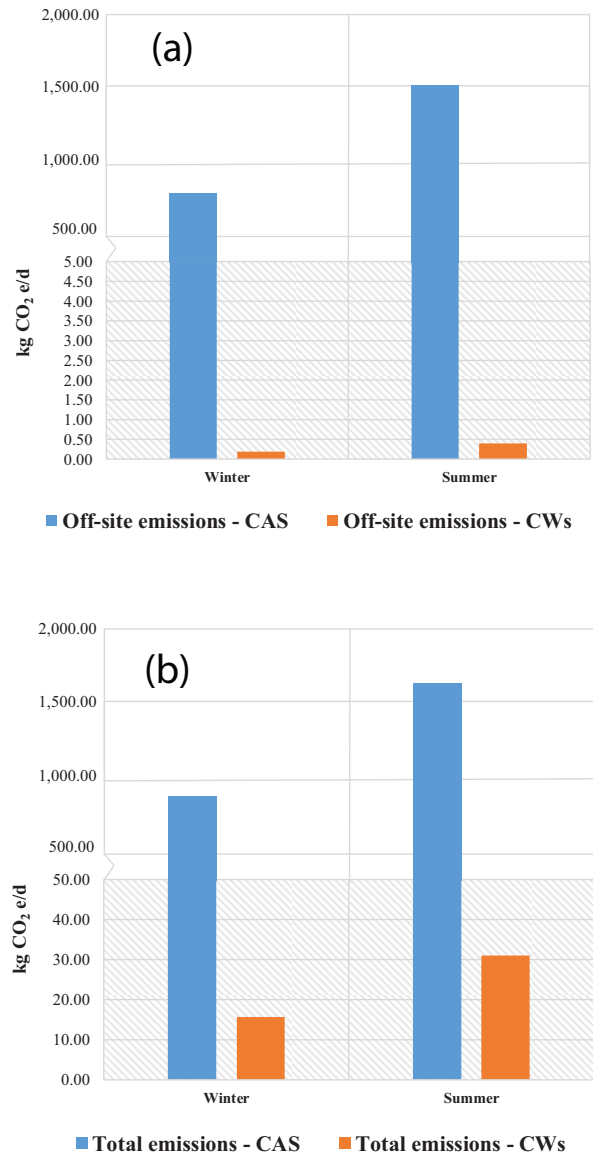 (a)
2,000.00
1,500.00
1,000.00
500.00
5.00
4.50
4.00
3.50
3.00
2.50
2.00
1.50
1.00
0.50
0.00
kg CO₂ e/d
Winter
Summer
Off-site emissions - CAS
Off-site emissions - CWs
(b)
2,000.00
1,500.00
1,000.00
500.00
50.00
40.00
30.00
20.00
10.00
0.00
kg CO₂ e/d
Winter
Summer
Total emissions - CAS
Total emissions - CWs